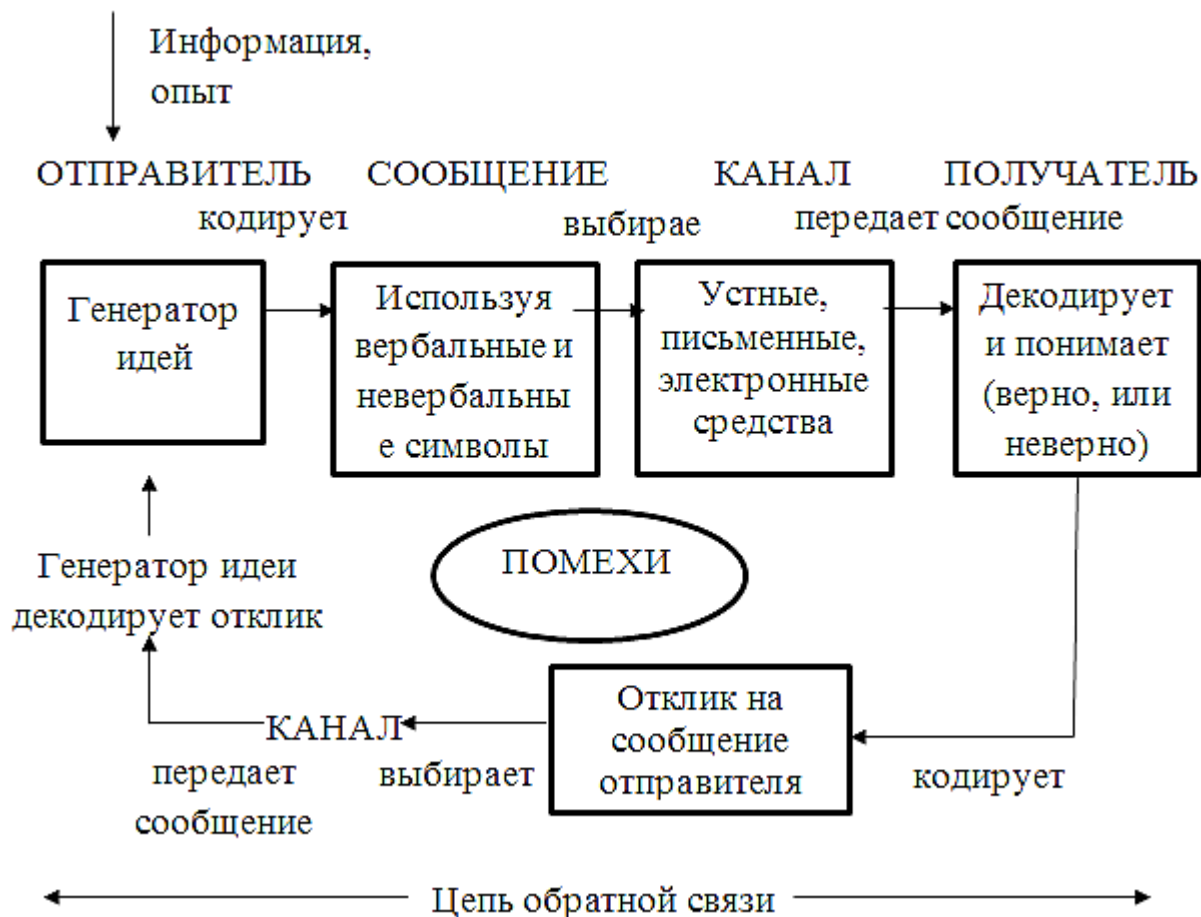 Информация,
опыт
ОТПРАВИТЕЛЬ СООБЩЕНИЕ КАНАЛ ПОЛУЧАТЕЛЬ
кодирует выбирае передает сообщение
Генератор
идей
Используя
вербальные и
невербальны
е символы
Устные,
письменные,
электронные
средства
Декодирует
и понимает
(верно, или
неверно)
ПОМЕХИ
Генератор идеи
декодирует отклик
Отклик на
сообщение
отправителя
КАНАЛ
передает выбирает кодирует
сообщение
Цепь обратной связи